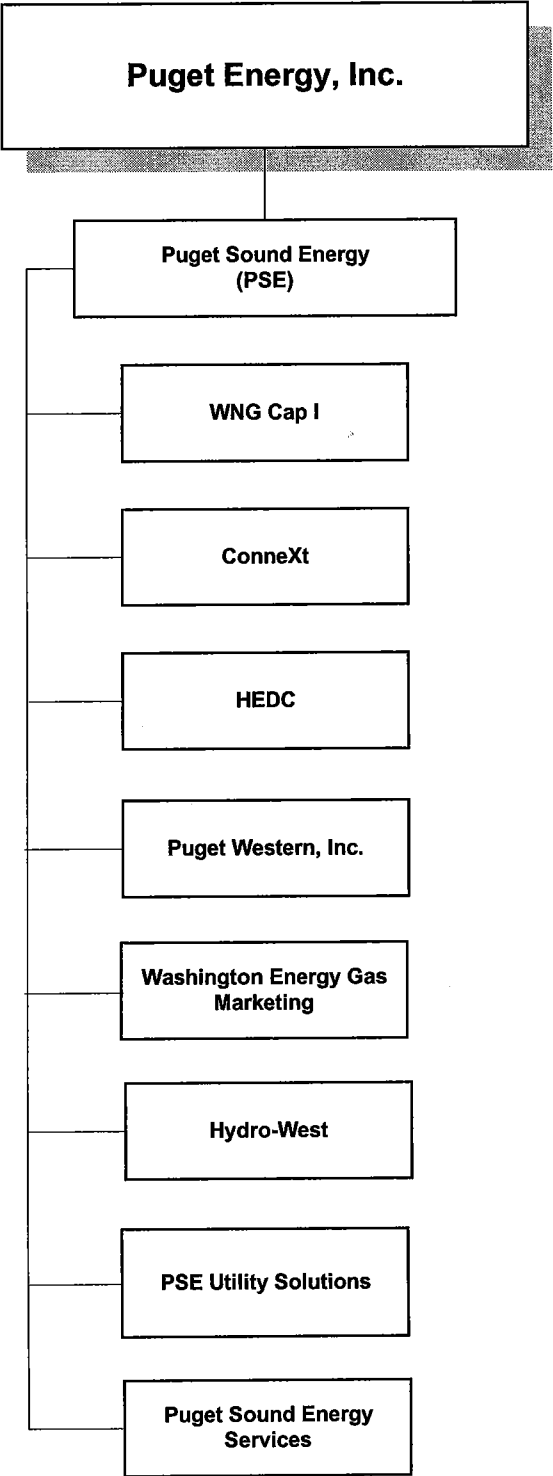 Puget Energy, Inc.
Puget Sound Energy
(PSE)
WNG Cap I
ConneXt
HEDC
Puget Western, Inc.
Washington Energy Gas
Marketing
Hydro-West
PSE Utility Solutions
Puget Sound Energy
Services